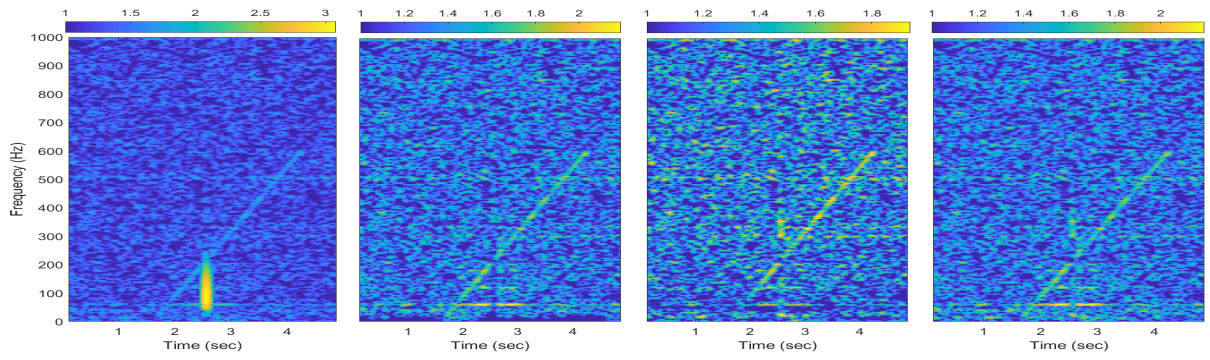 1 1.5 2 2.5 3
1 1.2 1.4 1.6 1.8 2
1 1.2 1.4 1.6 1.8
1 1.2 1.4 1.6 1.8 2
1000
900
800
700
600
500
400
300
200
100
0
Frequency (Hz)
1 2 3 4
1 2 3 4
1 2 3 4
1 2 3 4
Time (sec)
Time (sec)
Time (sec)
Time (sec)